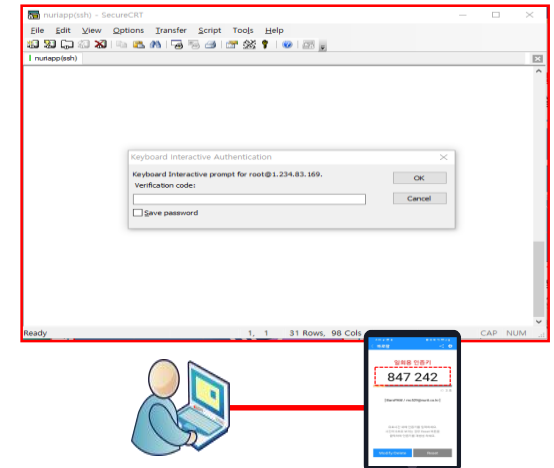 nuriapp(ssh) - SecureCRT
File Edit View Options Transfer Script Tools Help
nuriapp(ssh)
Keyboard Interactive Authentication
Keyboard Interactive prompt for root@1.234.83.169.
Verification code:
Save password
OK
Cancel
Ready 1, 1 31 Rows, 98 Cols CAP NUM
일회용 인증키
847 242